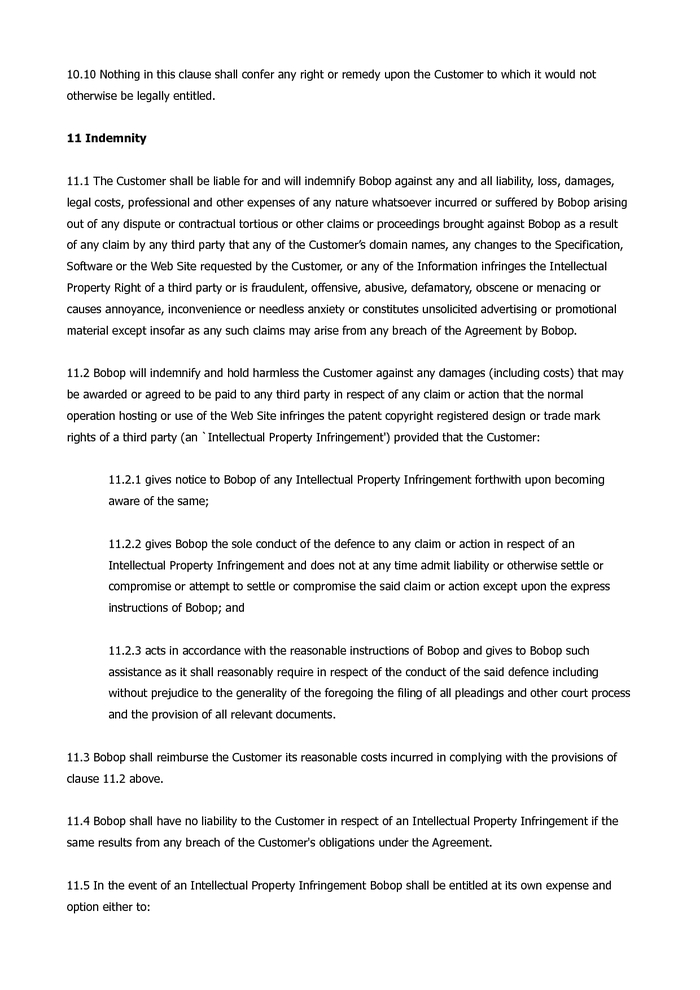 10.10 Nothing in this clause shall confer any right or remedy upon the Customer to which it would not
otherwise be legally entitled.
11 Indemnity
11.1 The Customer shall be liable for and will indemnify Bobop against any and all liability, loss, damages,
legal costs, professional and other expenses of any nature whatsoever incurred or suffered by Bobop arising
out of any dispute or contractual tortious or other claims or proceedings brought against Bobop as a result
of any claim by any third party that any of the Customer’s domain names, any changes to the Specification,
Software or the Web Site requested by the Customer, or any of the Information infringes the Intellectual
Property Right of a third party or is fraudulent, offensive, abusive, defamatory, obscene or menacing or
causes annoyance, inconvenience or needless anxiety or constitutes unsolicited advertising or promotional
material except insofar as any such claims may arise from any breach of the Agreement by Bobop.
11.2 Bobop will indemnify and hold harmless the Customer against any damages (including costs) that may
be awarded or agreed to be paid to any third party in respect of any claim or action that the normal
operation hosting or use of the Web Site infringes the patent copyright registered design or trade mark
rights of a third party (an `Intellectual Property Infringement') provided that the Customer:
11.2.1 gives notice to Bobop of any Intellectual Property Infringement forthwith upon becoming
aware of the same;
11.2.2 gives Bobop the sole conduct of the defence to any claim or action in respect of an
Intellectual Property Infringement and does not at any time admit liability or otherwise settle or
compromise or attempt to settle or compromise the said claim or action except upon the express
instructions of Bobop; and
11.2.3 acts in accordance with the reasonable instructions of Bobop and gives to Bobop such
assistance as it shall reasonably require in respect of the conduct of the said defence including
without prejudice to the generality of the foregoing the filing of all pleadings and other court process
and the provision of all relevant documents.
11.3 Bobop shall reimburse the Customer its reasonable costs incurred in complying with the provisions of
clause 11.2 above.
11.4 Bobop shall have no liability to the Customer in respect of an Intellectual Property Infringement if the
same results from any breach of the Customer's obligations under the Agreement.
11.5 In the event of an Intellectual Property Infringement Bobop shall be entitled at its own expense and
option either to: